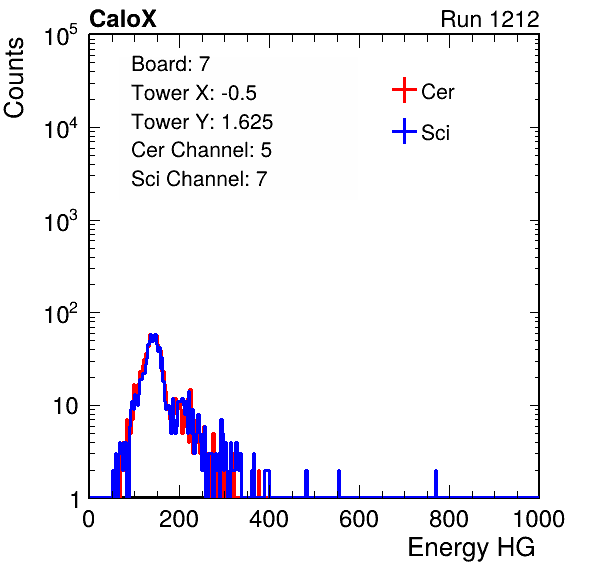 CaloX Run 1212
Counts
Board: 7
Tower X: -0.5
Tower Y: 1.625
Cer Channel: 5
Sci Channel: 7
Cer
Sci
10^5
10^4
10^3
10^2
10
1
0 200 400 600 800 1000
Energy HG